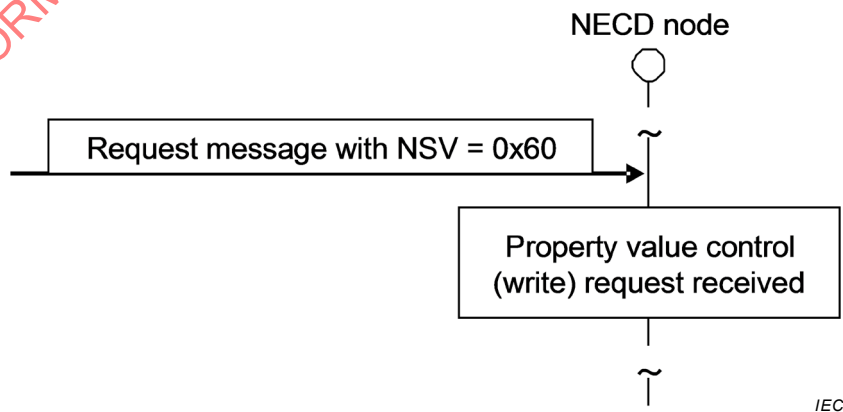 NECD node
Request message with NSV = 0x60
Property value control
(write) request received
IEC